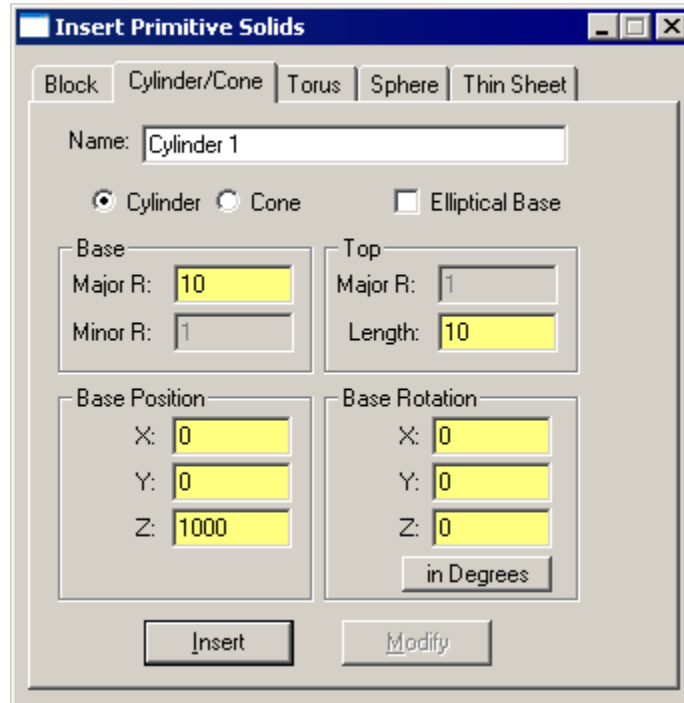 Insert Primitive Solids
Block Cylinder/Cone Torus Sphere Thin Sheet
Name: Cylinder 1
Cylinder Cone Elliptical Base
Base
Major R: 10
Minor R: 1
Top
Major R: 1
Length: 10
Base Position
X: 0
Y: 0
Z: 1000
Base Rotation
X: 0
Y: 0
Z: 0
in Degrees
Insert Modify